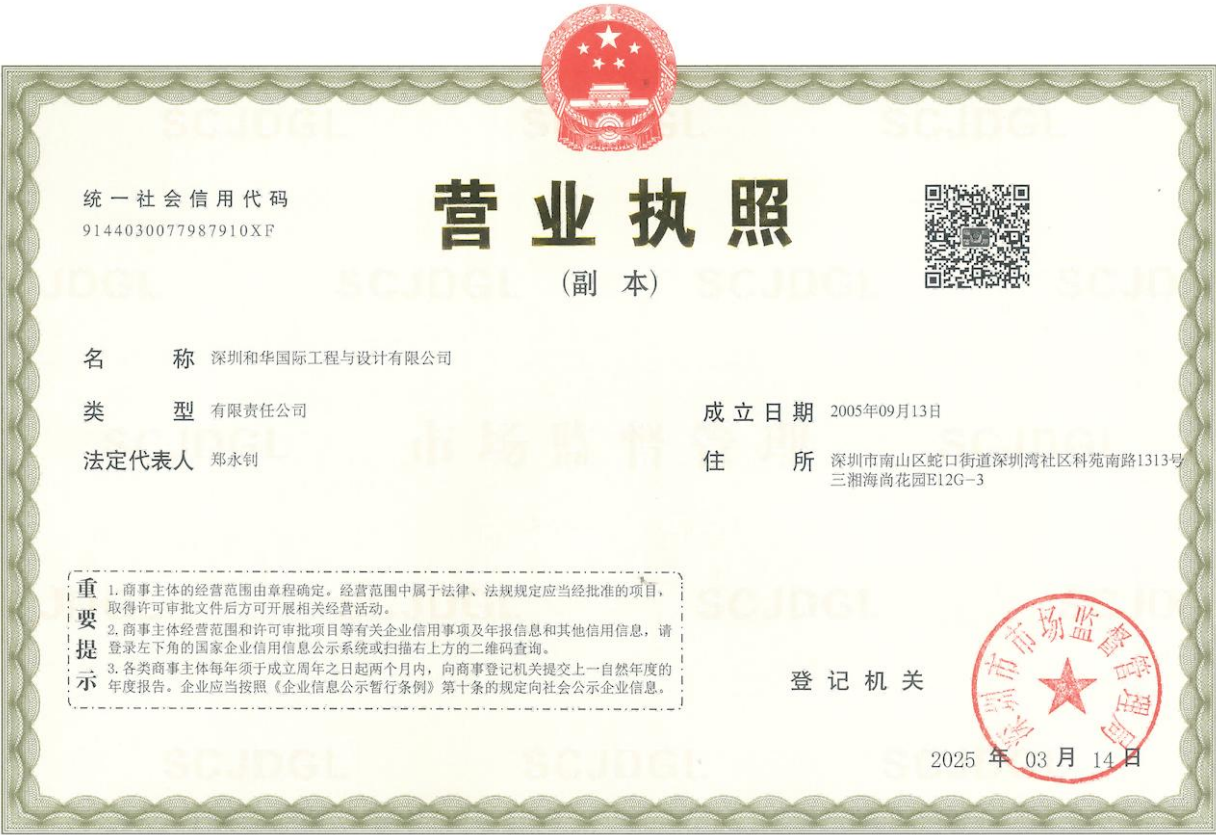 统一社会信用代码
9144030077987910XF
营业执照
(副 本)
名 称 深圳和华国际工程与设计有限公司
类 型 有限责任公司
法定代表人 郑永钊
成立日期 2005年09月13日
住 所 深圳市南山区蛇口街道深圳湾社区科苑南路1313号
三湘海尚花园E12G-3
重要提示
1.商事主体的经营范围由章程确定。经营范围中属于法律、法规规定应当经批准的项目，
取得许可审批文件后方可开展相关经营活动。
2.商事主体经营范围和许可审批项目等有关企业信用事项及年报信息和其他信用信息，请
登录左下角的国家企业信用信息公示系统或扫描右上方的二维码查询。
3.各类商事主体每年须于成立周年之日起两个月内，向商事登记机关提交上一自然年度的
年度报告。企业应当按照《企业信息公示暂行条例》第十条的规定向社会公示企业信息。
登记机关
深圳市市场监督管理局
2025 年 03 月 14 日
SCJDGL
市场监督管理